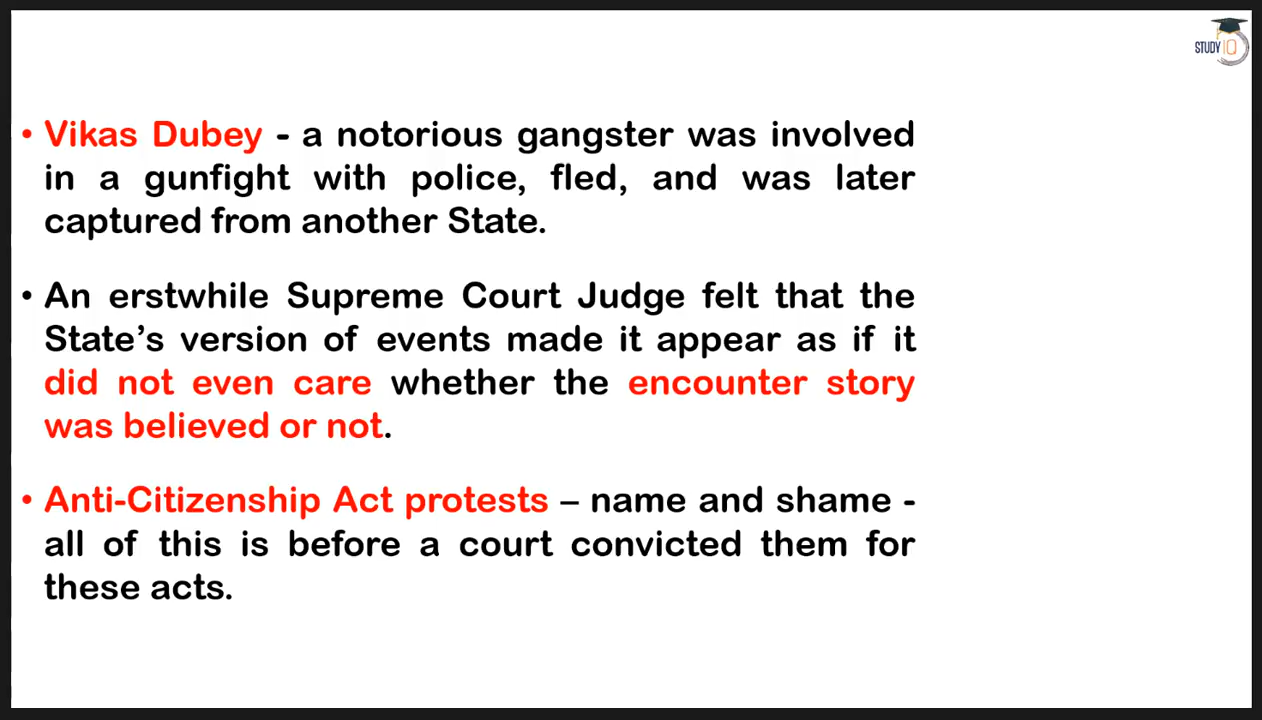 STUDY IQ
• Vikas Dubey - a notorious gangster was involved
in a gunfight with police, fled, and was later
captured from another State.
• An erstwhile Supreme Court Judge felt that the
State’s version of events made it appear as if it
did not even care whether the encounter story
was believed or not.
• Anti-Citizenship Act protests – name and shame -
all of this is before a court convicted them for
these acts.